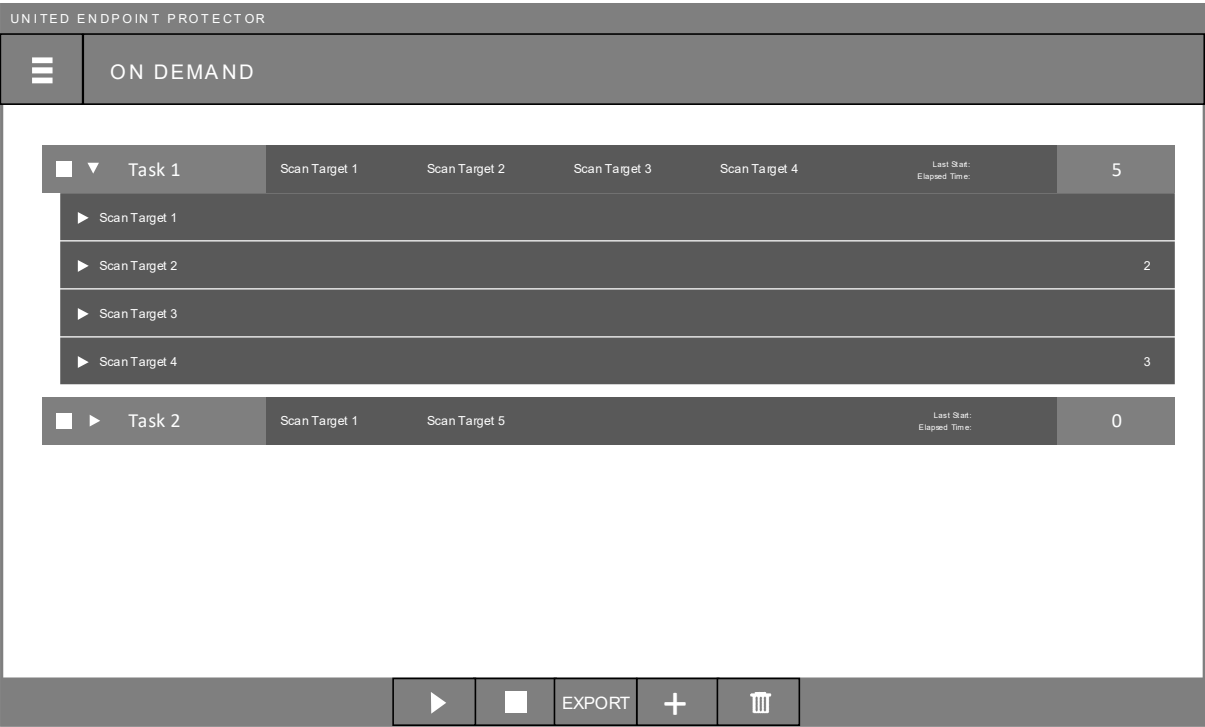 UNITED ENDPOINT PROTECTOR
ON DEMAND
Task 1 Scan Target 1 Scan Target 2 Scan Target 3 Scan Target 4 Last Start: 5
Elapsed Time:
Scan Target 1
Scan Target 2 2
Scan Target 3
Scan Target 4 3
Task 2 Scan Target 1 Scan Target 5 Last Start: 0
Elapsed Time:
EXPORT